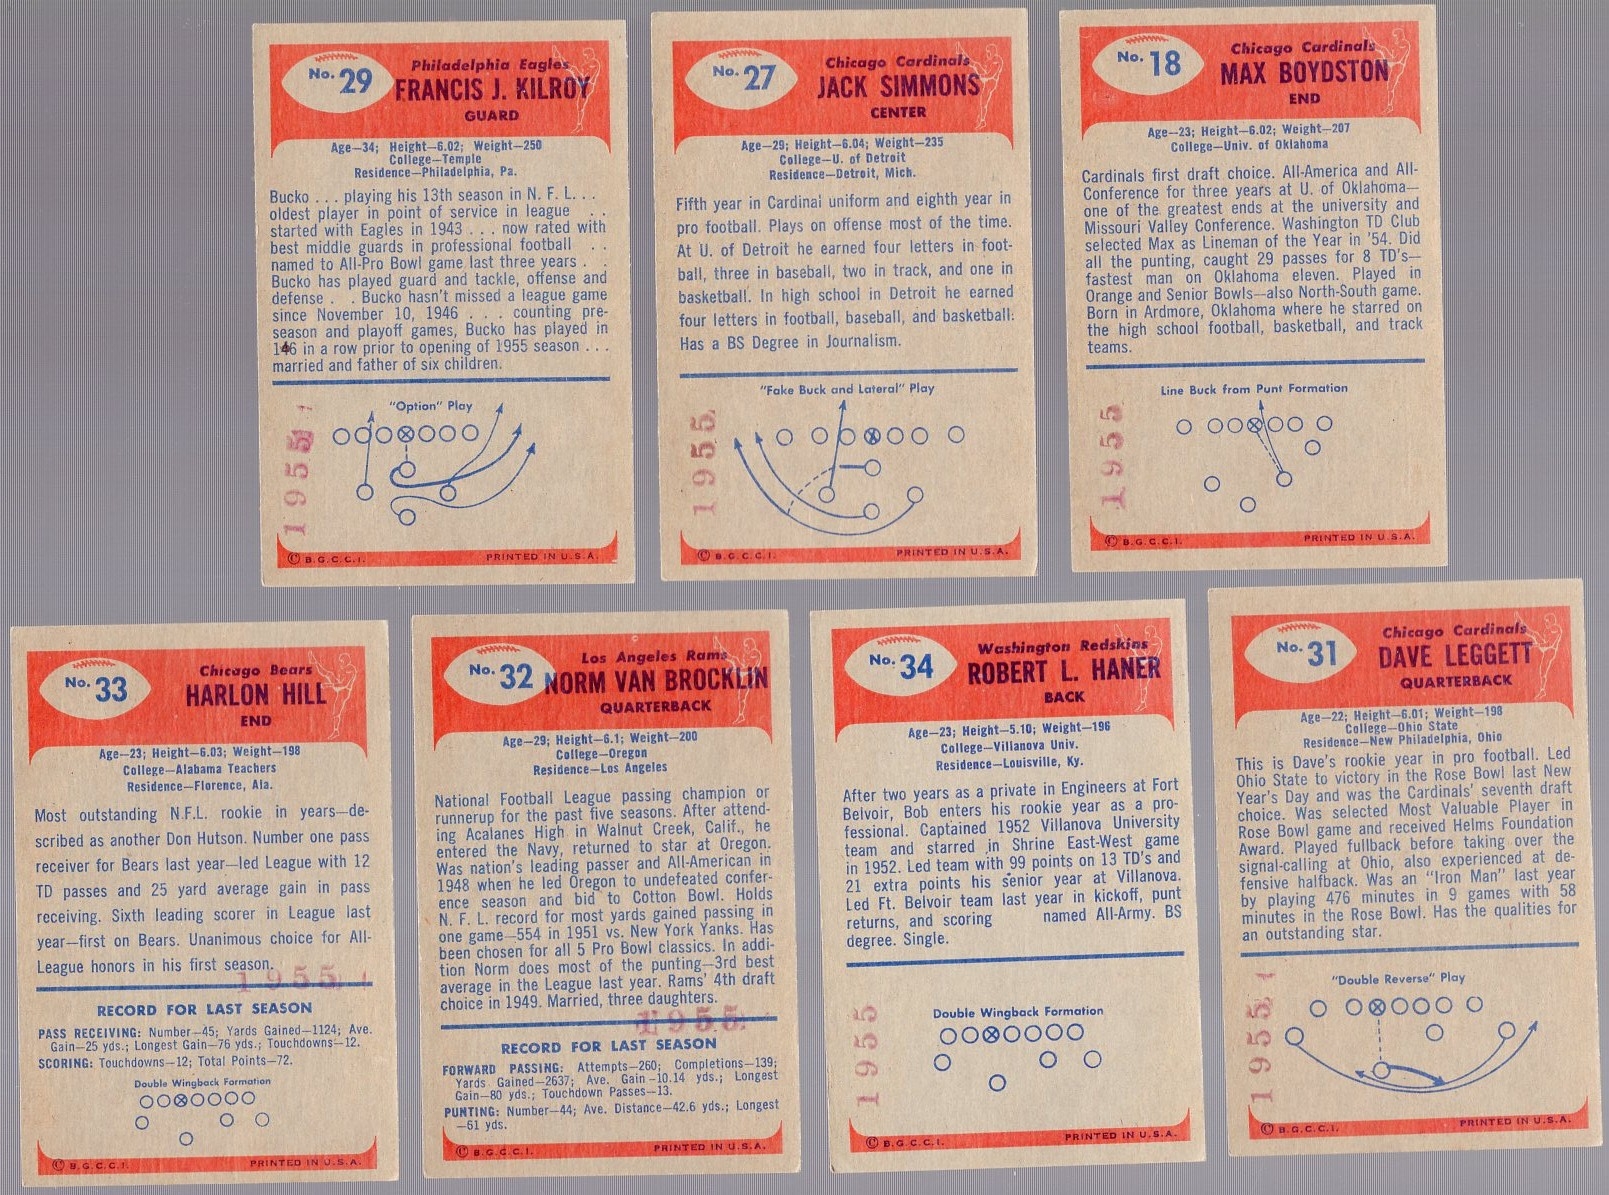 No. 29
Philadelphia Eagles
FRANCIS J. KILROY
GUARD
Age—34; Height—6.02; Weight—250
College—Temple
Residence—Philadelphia, Pa.
Bucko . . . playing his 13th season in N. F. L. . .
oldest player in point of service in league . .
started with Eagles in 1943 . . . now rated with
best middle guards in professional football . .
named to All-Pro Bowl game last three years . .
Bucko has played guard and tackle, offense and
defense . . Bucko hasn't missed a league game
since November 10, 1946 . . . counting pre-
season and playoff games, Bucko has played in
146 in a row prior to opening of 1955 season . . .
married and father of six children.
"Option" Play
1955
© B.G.C.C.I.
PRINTED IN U.S.A.
No. 27
Chicago Cardinals
JACK SIMMONS
CENTER
Age—29; Height—6.04; Weight—235
College—U. of Detroit
Residence—Detroit, Mich.
Fifth year in Cardinal uniform and eighth year in
pro football. Plays on offense most of the time.
At U. of Detroit he earned four letters in foot-
ball, three in baseball, two in track, and one in
basketball. In high school in Detroit he earned
four letters in football, baseball, and basketball.
Has a BS Degree in Journalism.
"Fake Buck and Lateral" Play
1955
© B.G.C.C.I.
PRINTED IN U.S.A.
No. 18
Chicago Cardinals
MAX BOYDSTON
END
Age—23; Height—6.02; Weight—207
College—Univ. of Oklahoma
Cardinals first draft choice. All-America and All-
Conference for three years at U. of Oklahoma—
one of the greatest ends at the university and
Missouri Valley Conference. Washington TD Club
selected Max as Lineman of the Year in '54. Did
all the punting, caught 29 passes for 8 TD's—
fastest man on Oklahoma eleven. Played in
Orange and Senior Bowls—also North-South game.
Born in Ardmore, Oklahoma where he starred on
the high school football, basketball, and track
teams.
Line Buck from Punt Formation
1955
© B.G.C.C.I.
PRINTED IN U.S.A.
No. 33
Chicago Bears
HARLON HILL
END
Age—23; Height—6.03; Weight—198
College—Alabama Teachers
Residence—Florence, Ala.
Most outstanding N.F.L. rookie in years—de-
scribed as another Don Hutson. Number one pass
receiver for Bears last year—led League with 12
TD passes and 25 yard average gain in pass
receiving. Sixth leading scorer in League last
year—first on Bears. Unanimous choice for All-
League honors in his first season.
1955
RECORD FOR LAST SEASON
PASS RECEIVING: Number—45; Yards Gained—1124; Ave.
Gain—25 yds.; Longest Gain—76 yds.; Touchdowns—12.
SCORING: Touchdowns—12; Total Points—72.
Double Wingback Formation
© B.G.C.C.I.
PRINTED IN U.S.A.
No. 32
Los Angeles Rams
NORM VAN BROCKLIN
QUARTERBACK
Age—29; Height—6.1; Weight—200
College—Oregon
Residence—Los Angeles
National Football League passing champion or
runnerup for the past five seasons. After attend-
ing Acalanes High in Walnut Creek, Calif., he
entered the Navy, returned to star at Oregon.
Was nation's leading passer and All-American in
1948 when he led Oregon to undefeated confer-
ence season and bid to Cotton Bowl. Holds
N. F. L. record for most yards gained passing in
one game—554 in 1951 vs. New York Yanks. Has
been chosen for all 5 Pro Bowl classics. In addi-
tion Norm does most of the punting—3rd best
average in the League last year. Rams' 4th draft
choice in 1949. Married, three daughters.
1955
RECORD FOR LAST SEASON
FORWARD PASSING: Attempts—260; Completions—139;
Yards Gained—2637; Ave. Gain—10.14 yds.; Longest
Gain—80 yds.; Touchdown Passes—13.
PUNTING: Number—44; Ave. Distance—42.6 yds.; Longest
—61 yds.
© B.G.C.C.I.
PRINTED IN U.S.A.
No. 34
Washington Redskins
ROBERT L. HANER
BACK
Age—23; Height—5.10; Weight—196
College—Villanova Univ.
Residence—Louisville, Ky.
After two years as a private in Engineers at Fort
Belvoir, Bob enters his rookie year as a pro-
fessional. Captained 1952 Villanova University
team and starred in Shrine East-West game
in 1952. Led team with 99 points on 13 TD's and
21 extra points his senior year at Villanova.
Led Ft. Belvoir team last year in kickoff, punt
returns, and scoring named All-Army. BS
degree. Single.
Double Wingback Formation
1955
© B.G.C.C.I.
PRINTED IN U.S.A.
No. 31
Chicago Cardinals
DAVE LEGGETT
QUARTERBACK
Age—22; Height—6.01; Weight—198
College—Ohio State
Residence—New Philadelphia, Ohio
This is Dave's rookie year in pro football. Led
Ohio State to victory in the Rose Bowl last New
Year's Day and was the Cardinals' seventh draft
choice. Was selected Most Valuable Player in
Rose Bowl game and received Helms Foundation
Award. Played fullback before taking over the
signal-calling at Ohio, also experienced at de-
fensive halfback. Was an "Iron Man" last year
by playing 476 minutes in 9 games with 58
minutes in the Rose Bowl. Has the qualities for
an outstanding star.
"Double Reverse" Play
1955
© B.G.C.C.I.
PRINTED IN U.S.A.